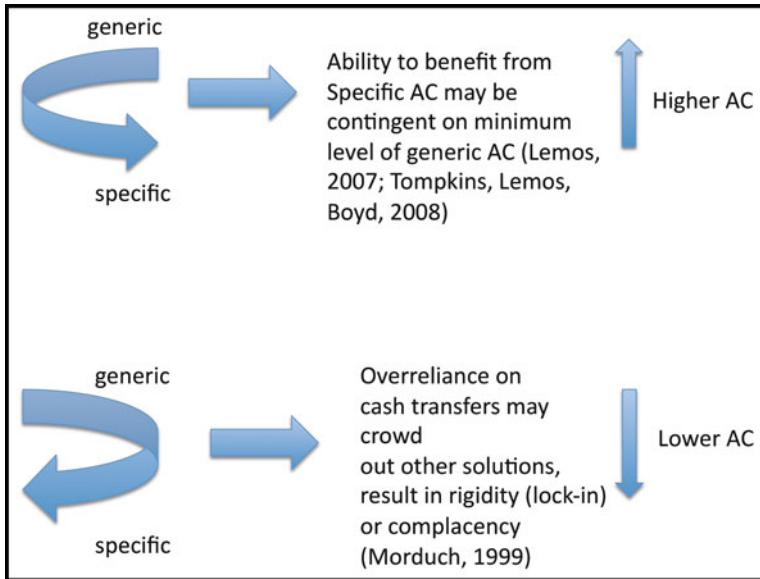 generic
specific
Ability to benefit from
Specific AC may be
contingent on minimum
level of generic AC (Lemos,
2007; Tompkins, Lemos,
Boyd, 2008)
Higher AC
generic
specific
Overreliance on
cash transfers may
crowd
out other solutions,
result in rigidity (lock-in)
or complacency
(Morduch, 1999)
Lower AC